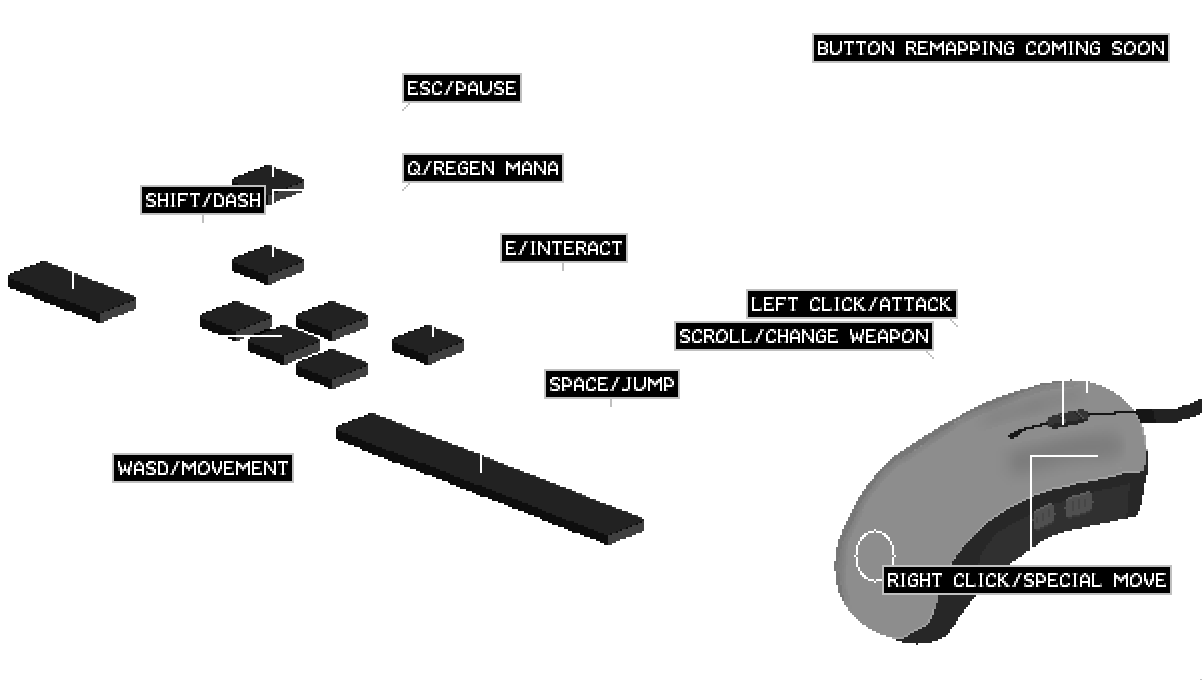 BUTTON REMAPPING COMING SOON
ESC/PAUSE
Q/REGEN MANA
SHIFT/DASH
E/INTERACT
LEFT CLICK/ATTACK
SCROLL/CHANGE WEAPON
SPACE/JUMP
WASD/MOVEMENT
RIGHT CLICK/SPECIAL MOVE